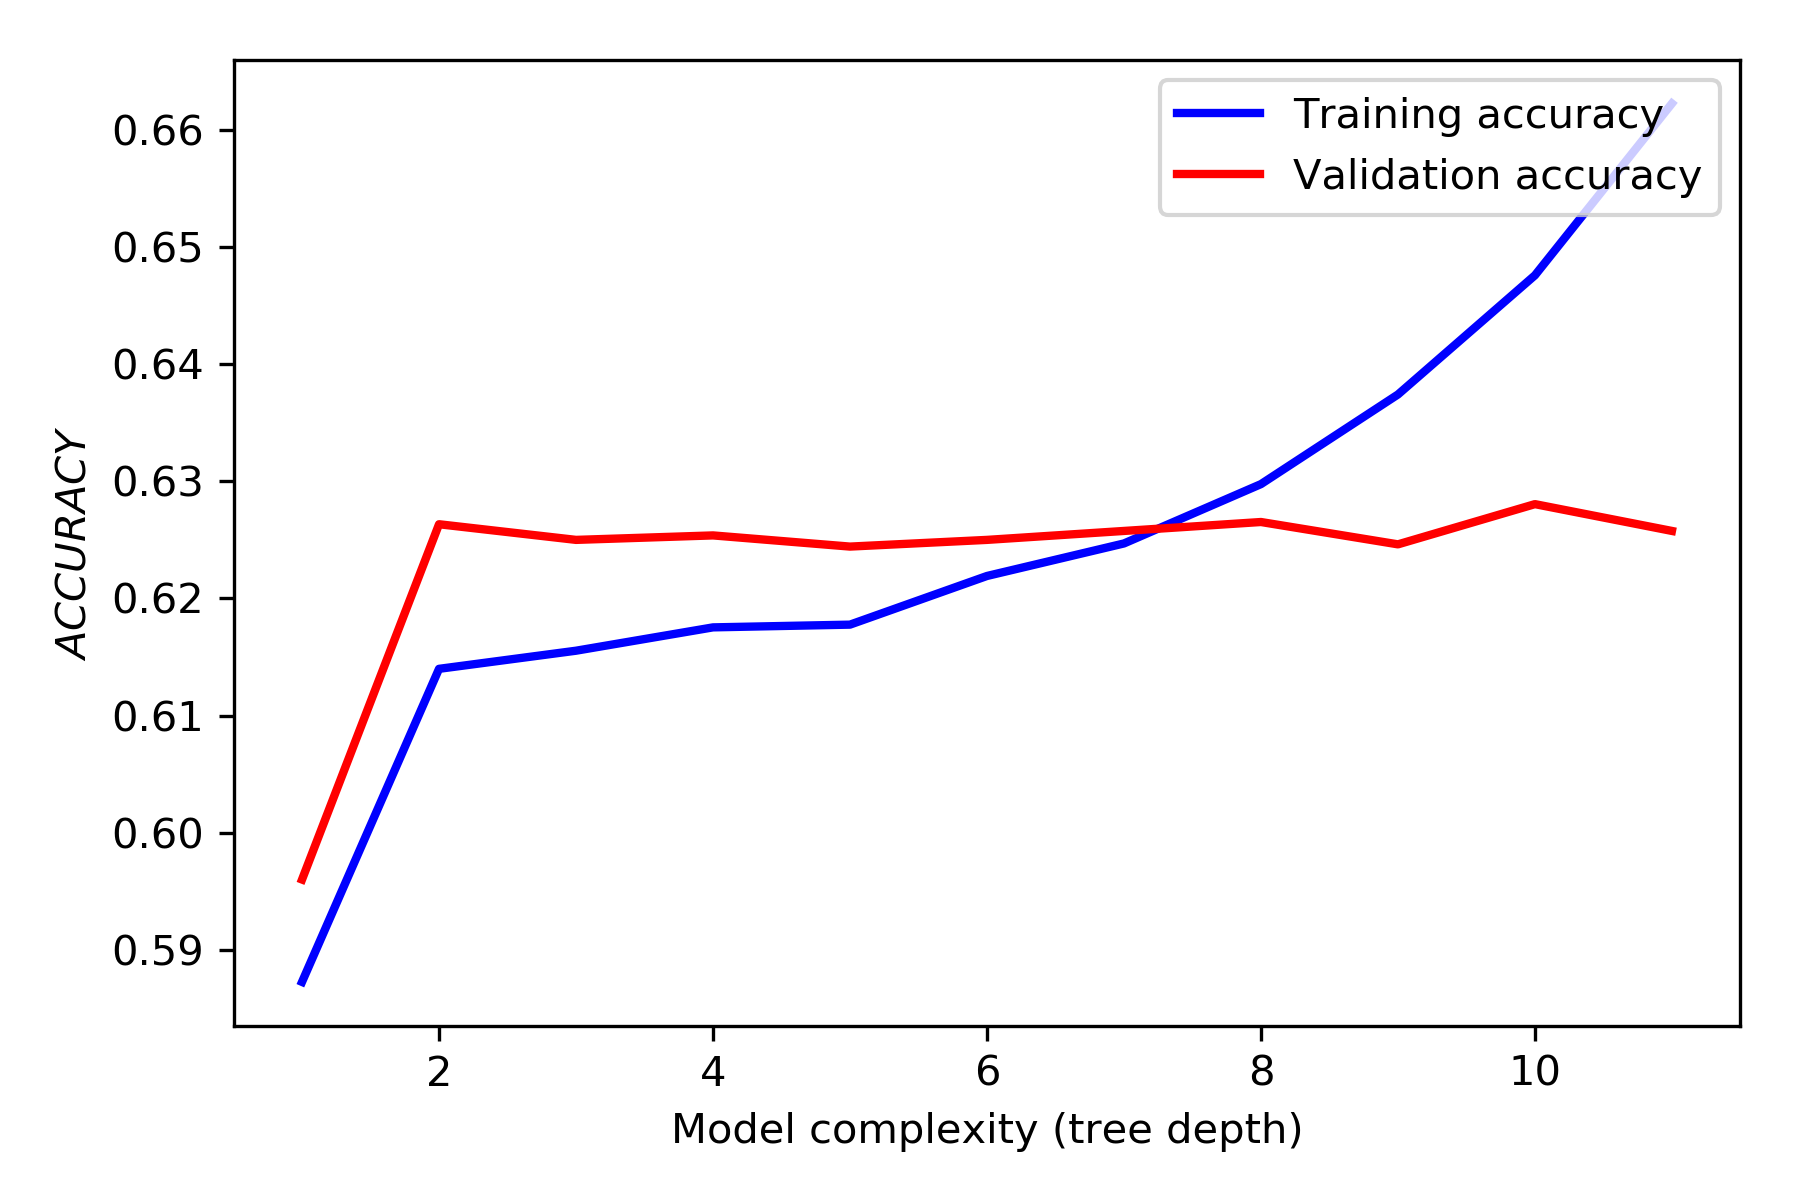 Training accuracy
Validation accuracy
ACCURACY
0.66
0.65
0.64
0.63
0.62
0.61
0.60
0.59
2 4 6 8 10
Model complexity (tree depth)